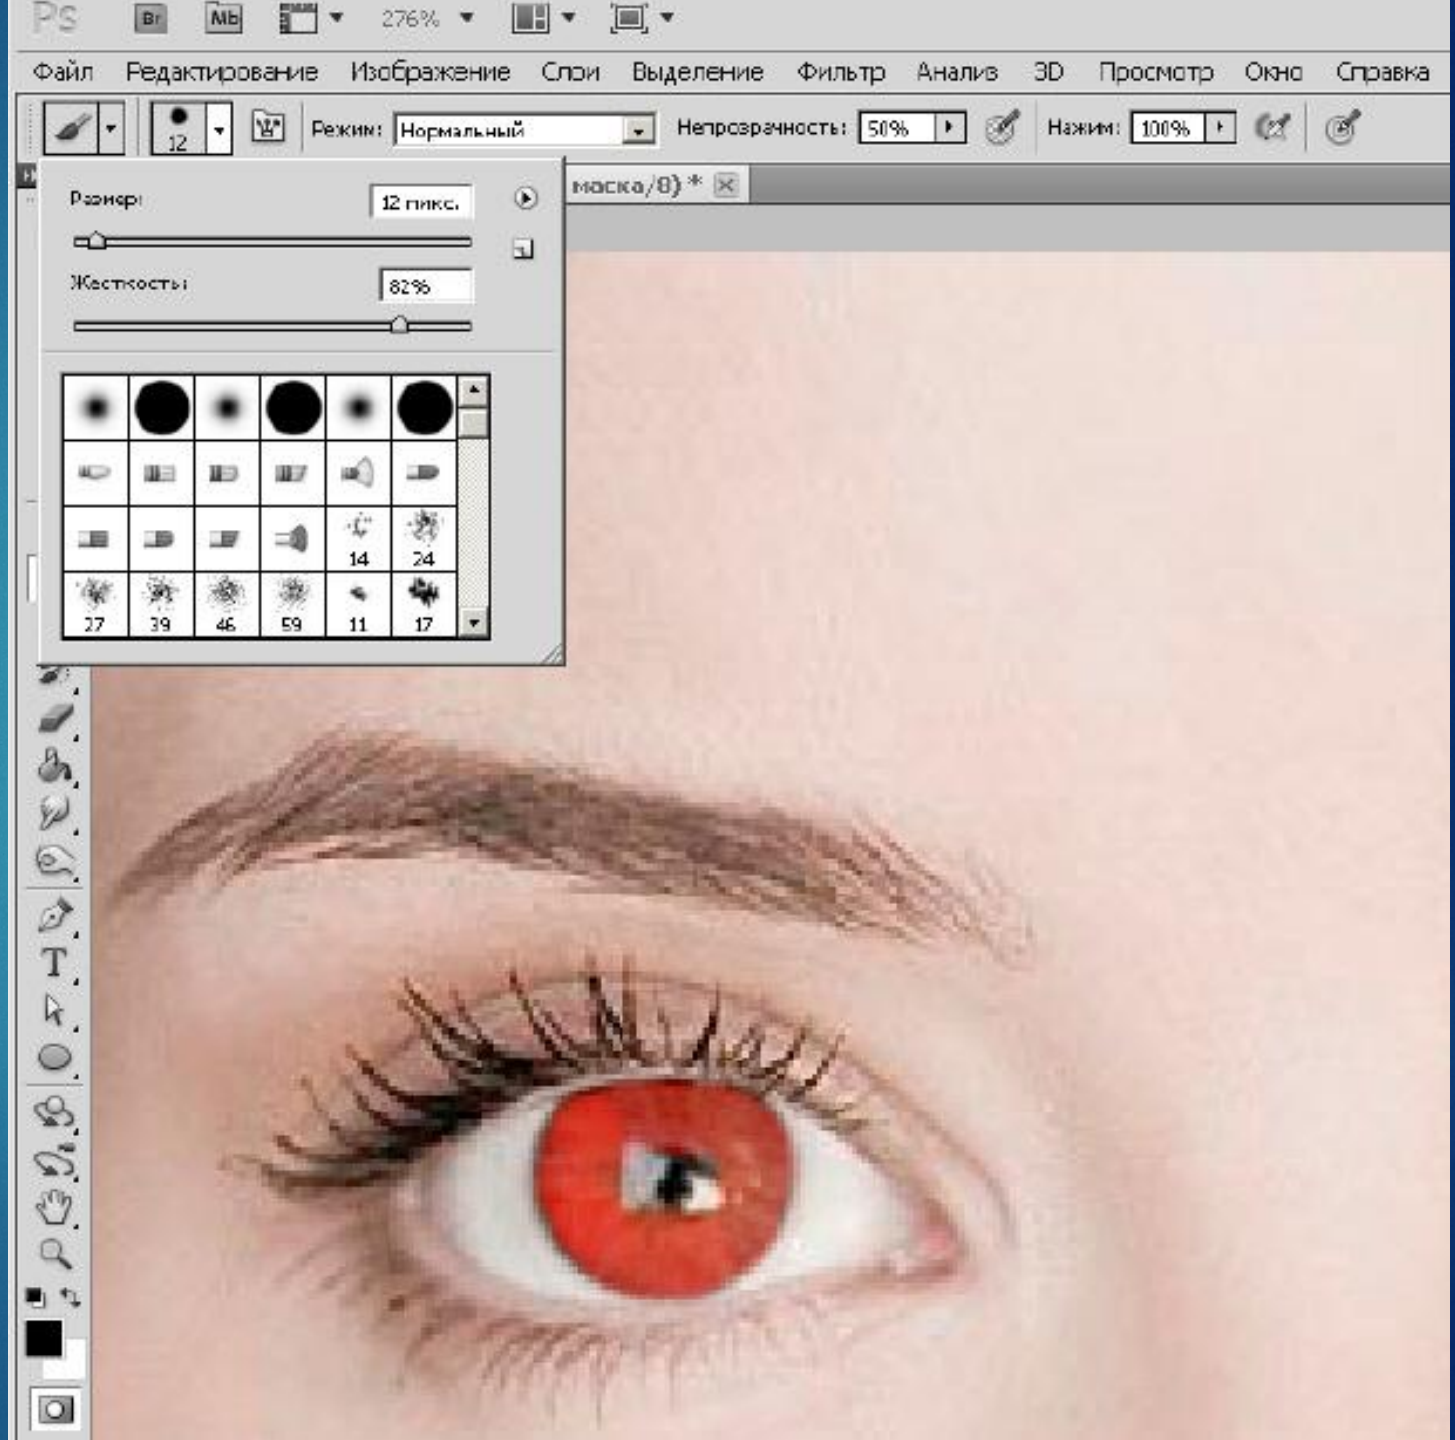 Ps Br Mb 276%
Файл Редактирование Изображение Слои Выделение Фильтр Анализ 3D Просмотр Окно Справка
12 Режим: Нормальный Непрозрачность: 50% Нажим: 100%
маска/8) *
Размер: 12 пикс.
Жесткость: 82%
14 24
27 39 46 59 11 17
T